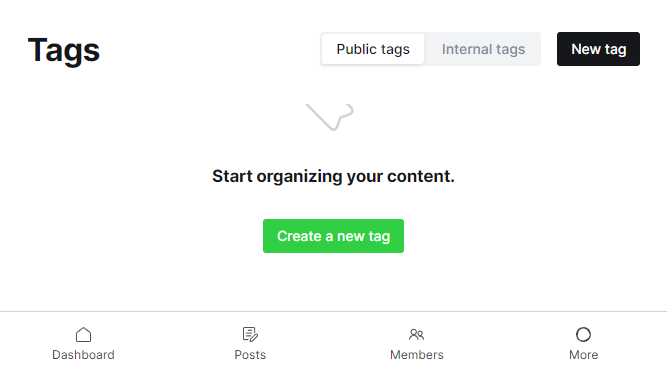 Tags
Public tags
Internal tags
New tag
Start organizing your content.
Create a new tag
Dashboard
Posts
Members
More